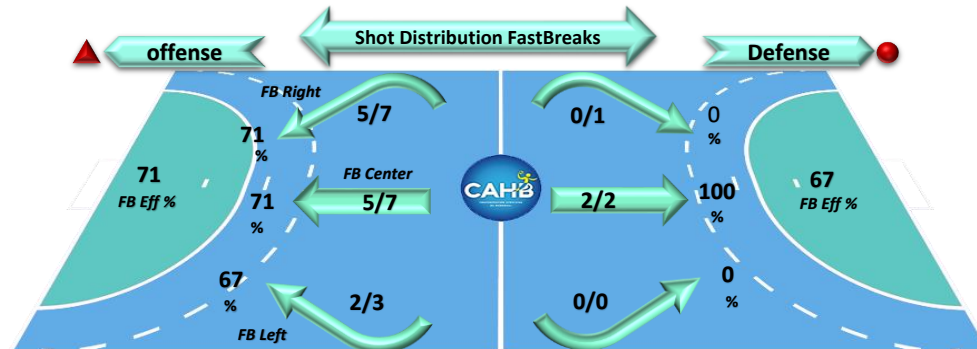 offense
Shot Distribution FastBreaks
Defense
FB Right
5/7
0/1
0
%
71
%
71
FB Eff %
FB Center
5/7
71
%
CAHB
2/2
100
%
67
FB Eff %
67
%
2/3
FB Left
0/0
0
%